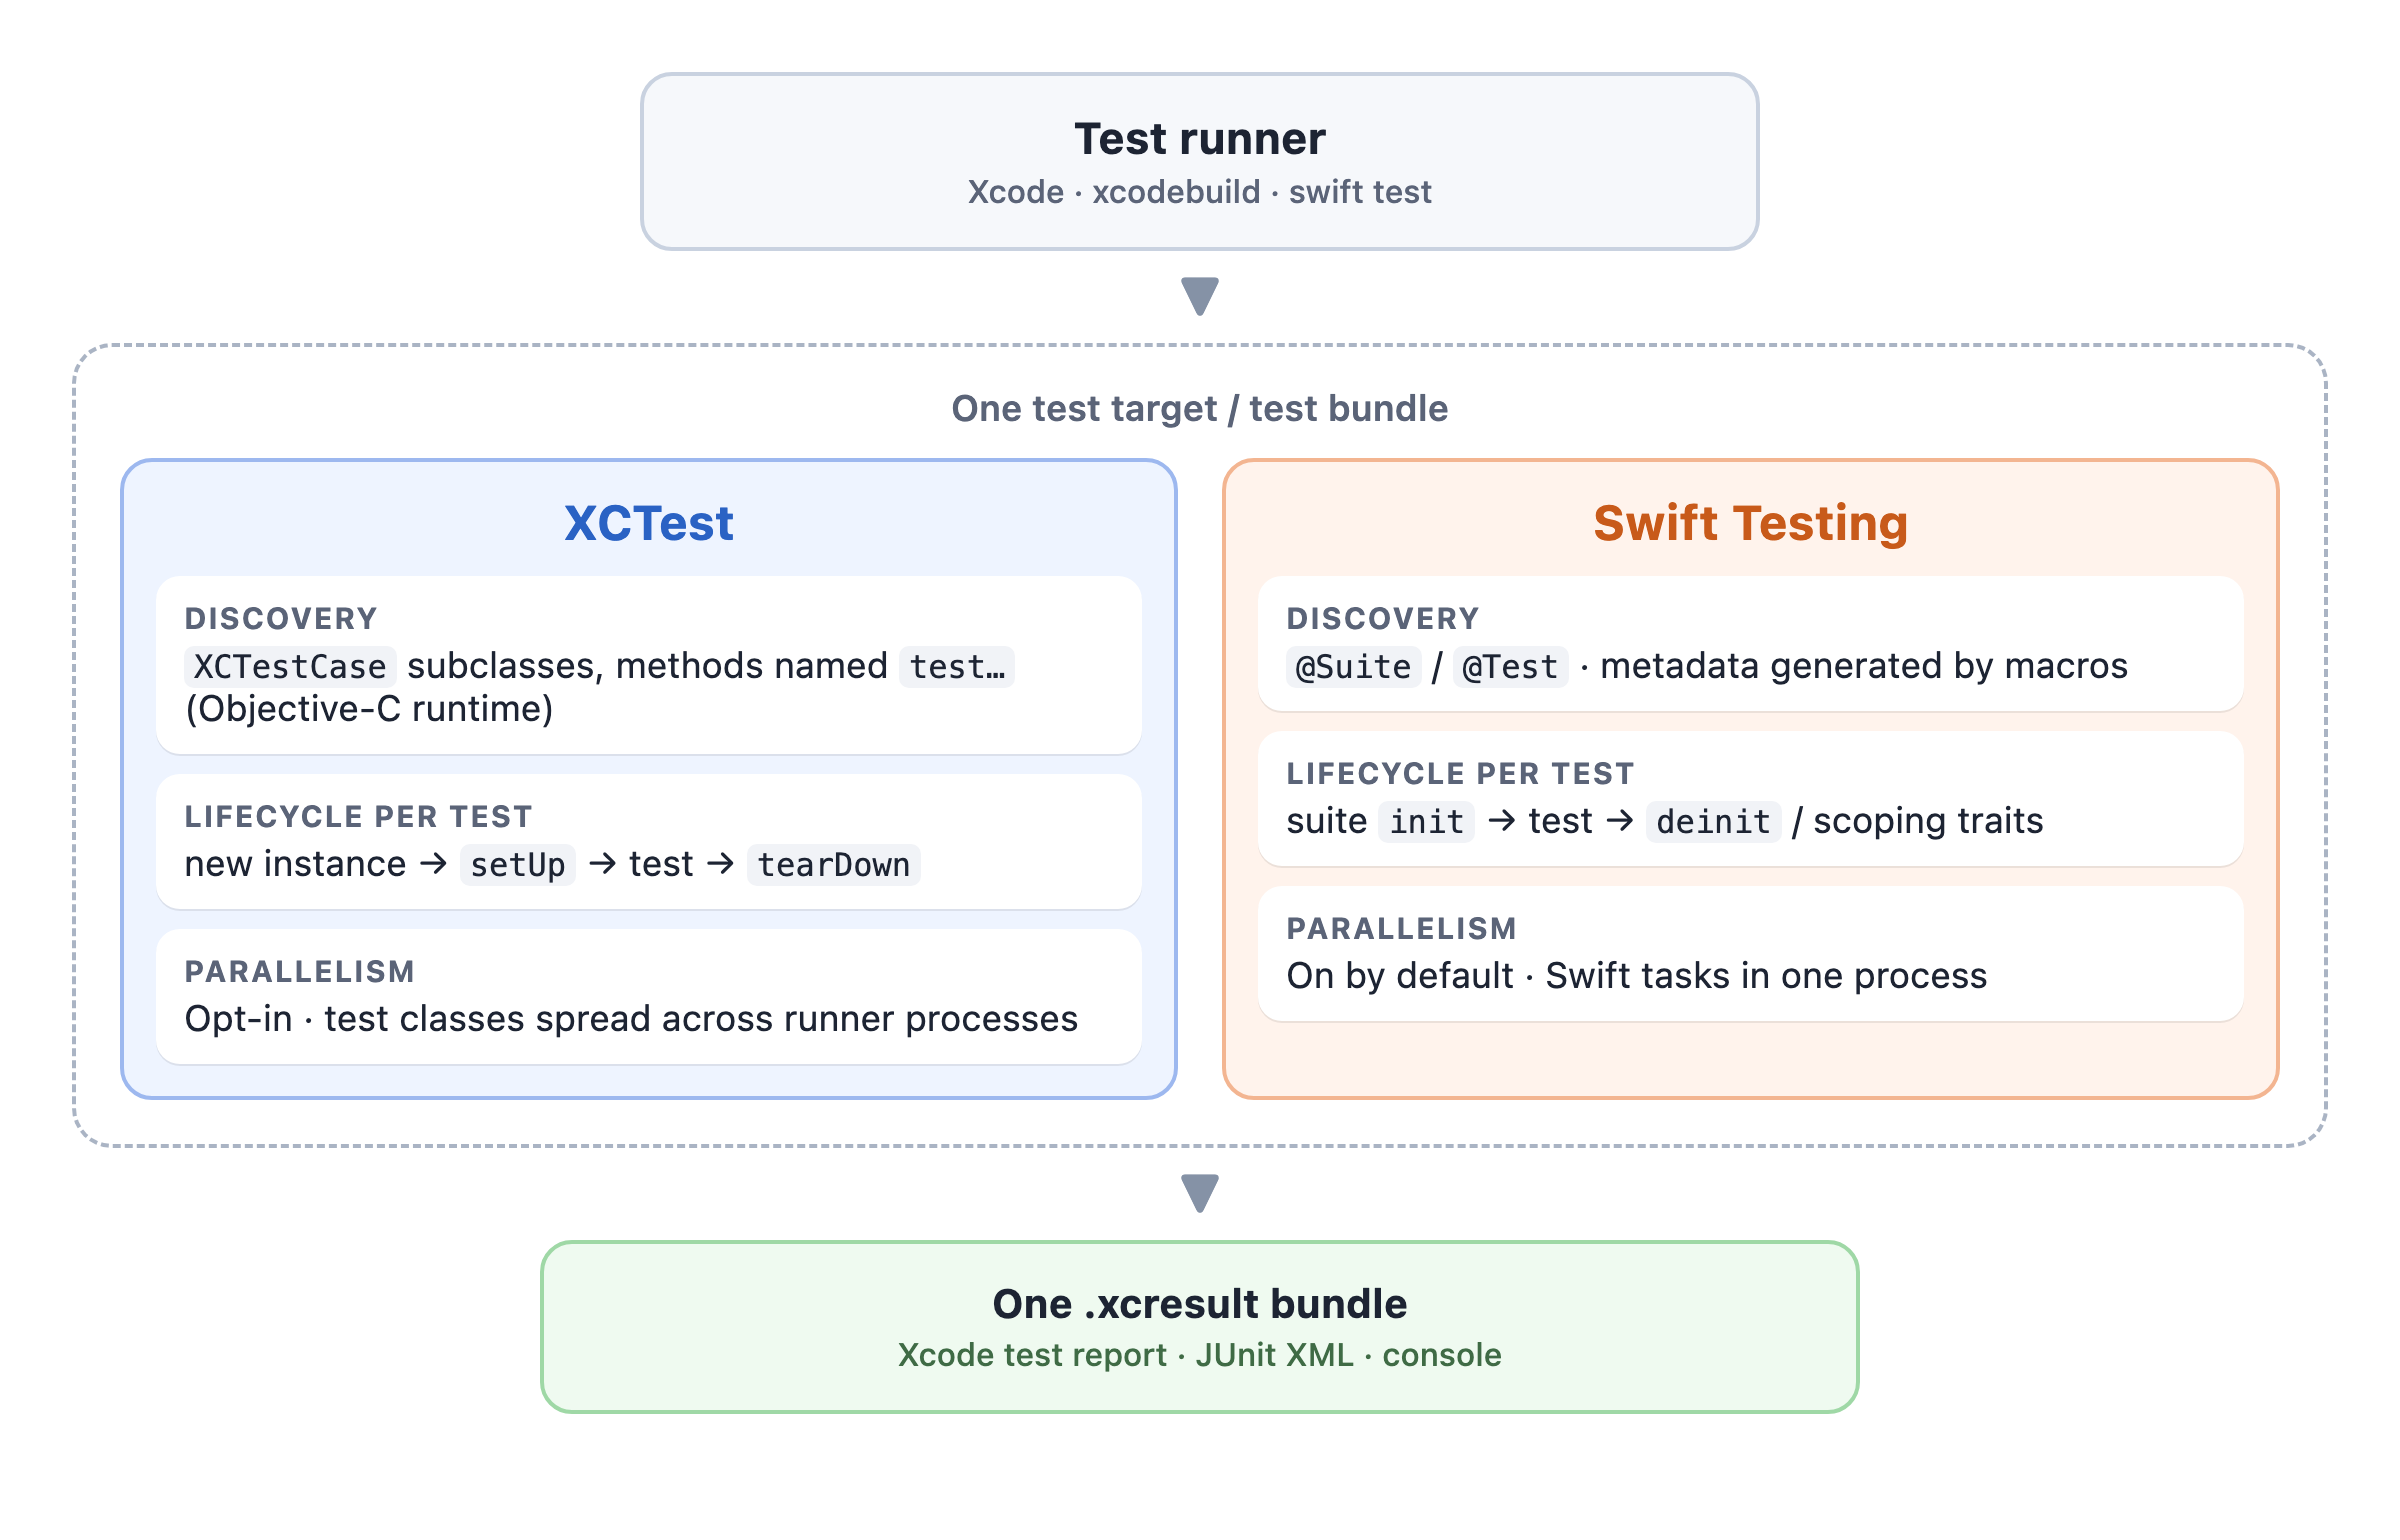 Test runner
Xcode · xcodebuild · swift test
One test target / test bundle
XCTest
DISCOVERY
XCTestCase subclasses, methods named test…
(Objective-C runtime)
LIFECYCLE PER TEST
new instance → setUp → test → tearDown
PARALLELISM
Opt-in · test classes spread across runner processes
Swift Testing
DISCOVERY
@Suite / @Test · metadata generated by macros
LIFECYCLE PER TEST
suite init → test → deinit / scoping traits
PARALLELISM
On by default · Swift tasks in one process
One .xcresult bundle
Xcode test report · JUnit XML · console